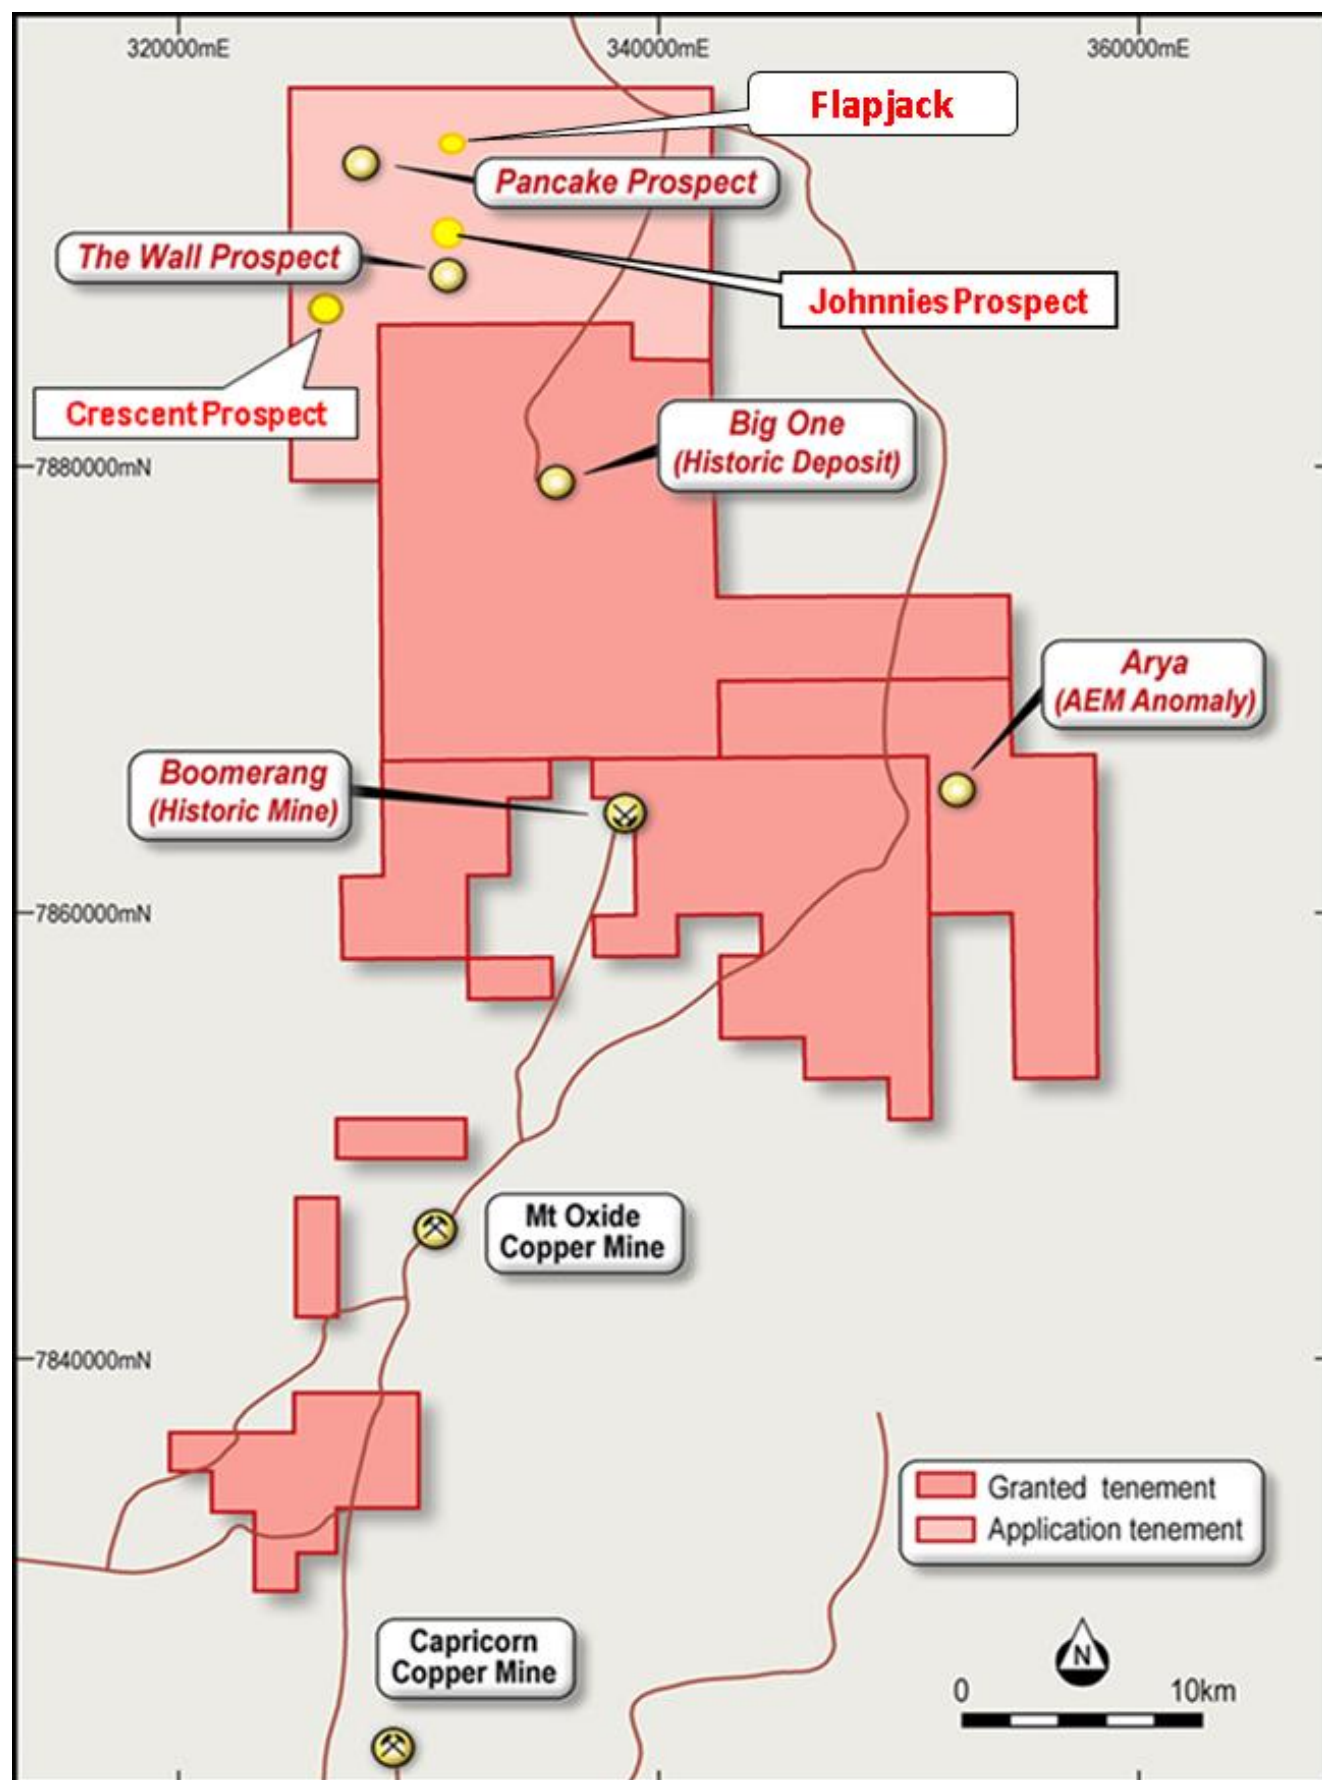 320000mE
340000mE
360000mE
Flapjack
Pancake Prospect
The Wall Prospect
Johnnies Prospect
Crescent Prospect
Big One
(Historic Deposit)
7880000mN
Arya
(AEM Anomaly)
Boomerang
(Historic Mine)
7860000mN
Mt Oxide
Copper Mine
7840000mN
Granted tenement
Application tenement
Capricorn
Copper Mine
N
0
10km